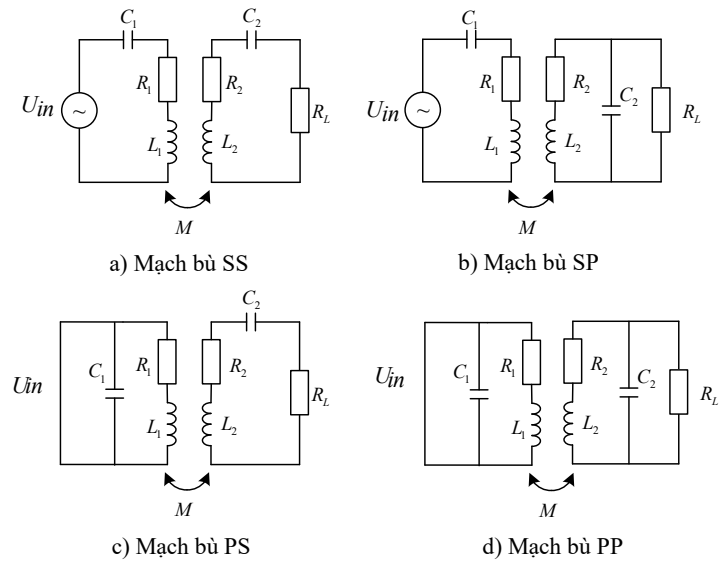 C1 C2
Uin ~ R1 R2 RL
L1 L2
M
a) Mạch bù SS
C1
Uin ~ R1 R2 C2 RL
L1 L2
M
b) Mạch bù SP
C2
Uin C1 R1 R2 RL
L1 L2
M
c) Mạch bù PS
Uin C1 R1 R2 C2 RL
L1 L2
M
d) Mạch bù PP